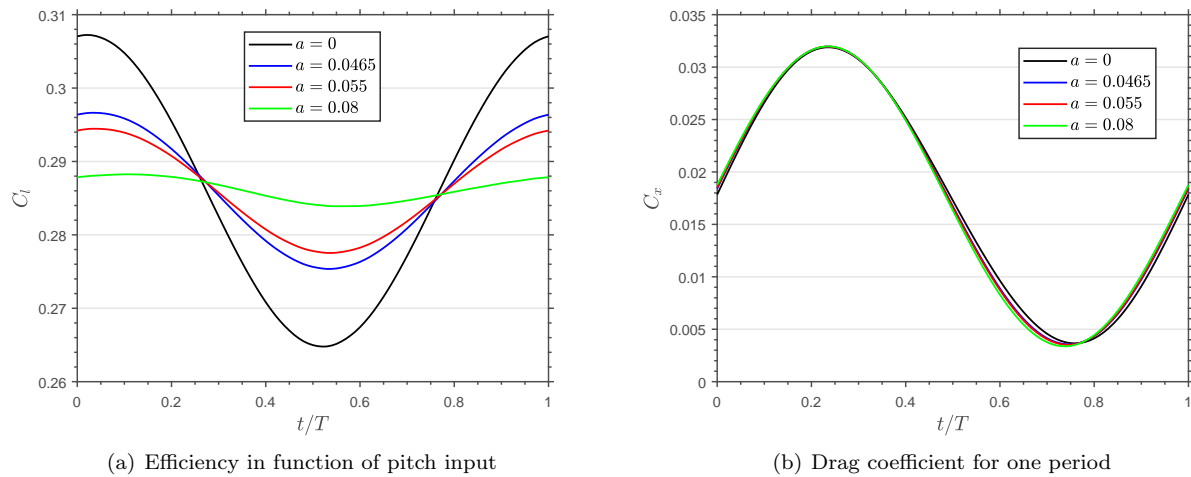 0.31
0.3
0.29
0.28
0.27
0.26
C_l
a = 0
a = 0.0465
a = 0.055
a = 0.08
0 0.2 0.4 0.6 0.8 1
t/T
(a) Efficiency in function of pitch input
0.035
0.03
0.025
0.02
0.015
0.01
0.005
0
C_x
a = 0
a = 0.0465
a = 0.055
a = 0.08
0 0.2 0.4 0.6 0.8 1
t/T
(b) Drag coefficient for one period